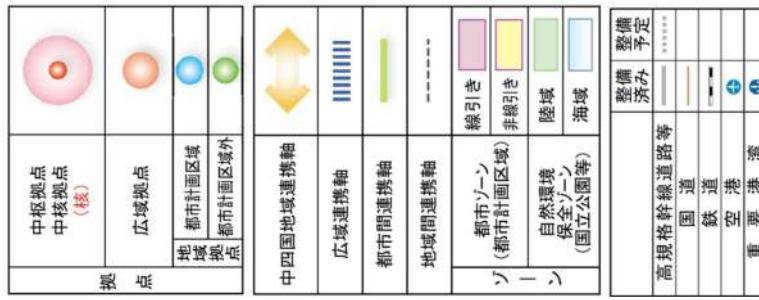 拠点
中枢拠点
中核拠点
(核)
広域拠点
地域拠点
都市計画区域
都市計画区域外
中四国地域連携軸
広域連携軸
都市間連携軸
地域間連携軸
ゾーン
都市ゾーン
(都市計画区域)
線引き
非線引き
自然環境
保全ゾーン
(国立公園等)
陸域
海域
整備
済み
整備
予定
高規格幹線道路等
国道
鉄道
空港
重要港湾